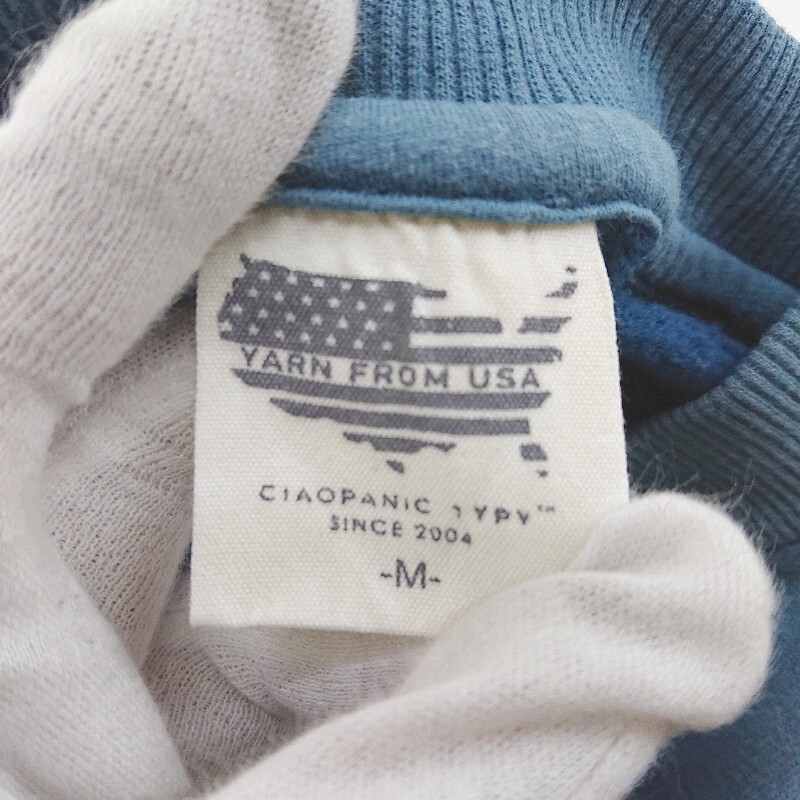 YARN FROM USA
CIAOPANIC TYPY™
SINCE 2004
-M-